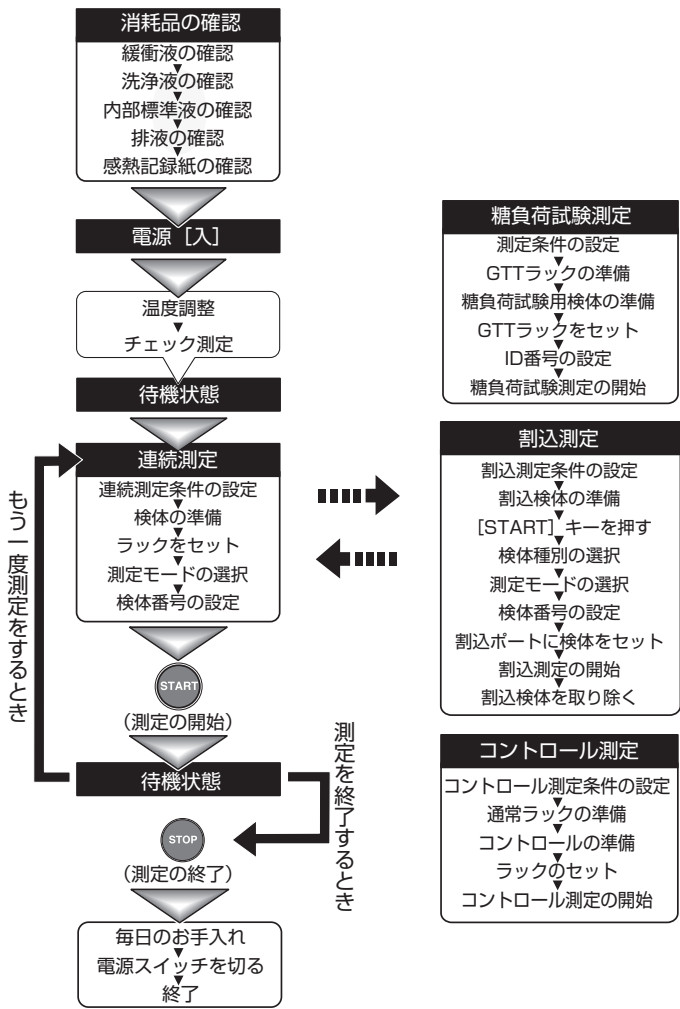 消耗品の確認
緩衝液の確認
洗浄液の確認
内部標準液の確認
排液の確認
感熱記録紙の確認
電源［入］
温度調整
チェック測定
待機状態
連続測定
連続測定条件の設定
検体の準備
ラックをセット
測定モードの選択
検体番号の設定
START
（測定の開始）
待機状態
もう一度測定をするとき
測定を終了するとき
STOP
（測定の終了）
毎日のお手入れ
電源スイッチを切る
終了
糖負荷試験測定
測定条件の設定
GTTラックの準備
糖負荷試験用検体の準備
GTTラックをセット
ID番号の設定
糖負荷試験測定の開始
割込測定
割込測定条件の設定
割込検体の準備
［START］キーを押す
検体種別の選択
測定モードの選択
検体番号の設定
割込ポートに検体をセット
割込測定の開始
割込検体を取り除く
コントロール測定
コントロール測定条件の設定
通常ラックの準備
コントロールの準備
ラックのセット
コントロール測定の開始